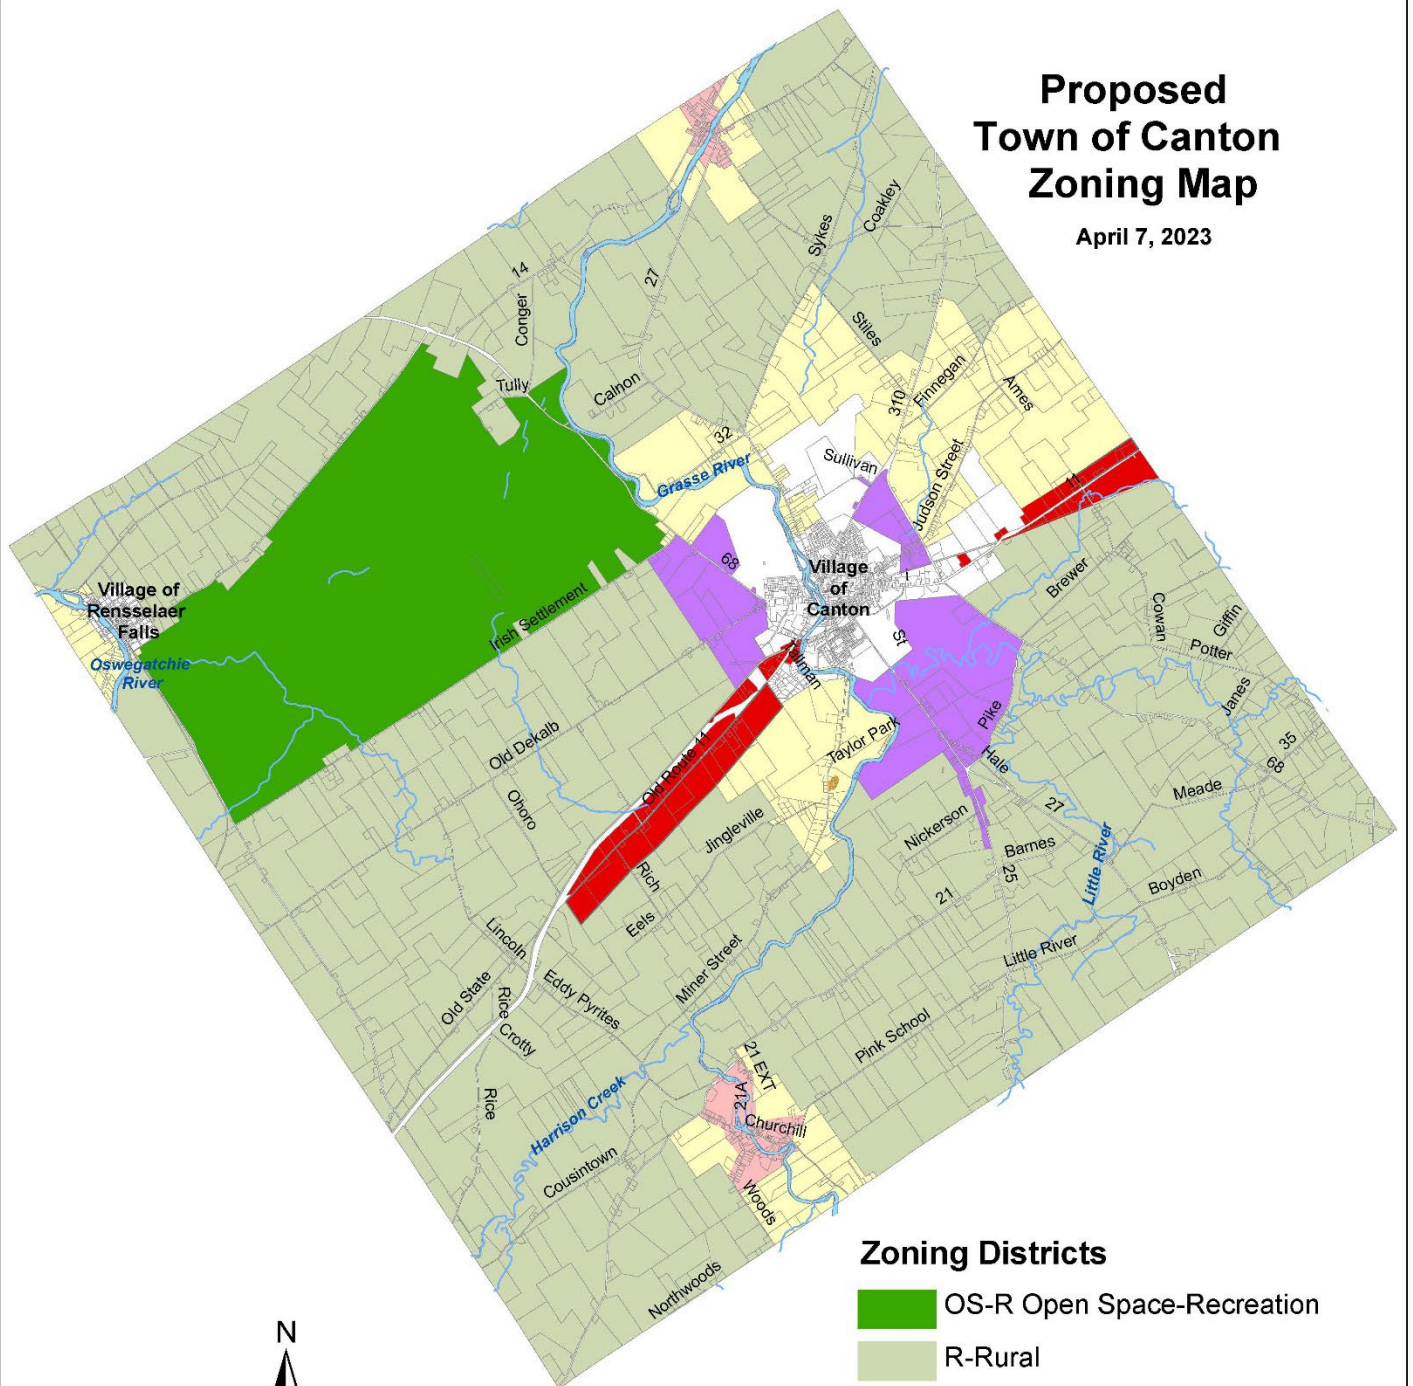 Proposed
Town of Canton
Zoning Map
April 7, 2023
14
Conger
27
Sykes
Coakley
Tully
Calnon
Stiles
Finnegan
Ames
310
32
Grasse River
Sullivan
Judson Street
11
68
Village
of
Canton
Village of
Rensselaer
Falls
Oswegatchie
River
Irish Settlement
Brewer
Cowan
Giffin
Potter
St
Tallman
Janes
Pike
Old Dekalb
Old Route 11
Taylor Park
Hale
35
68
Ohoro
Meade
27
Jingleville
Nickerson
Barnes
Rich
25
Little River
Boyden
21
Eels
Lincoln
Miner Street
Little River
Old State
Rice
Eddy Pyrites
Crotty
Pink School
21 EXT
21A
Rice
Harrison Creek
Churchill
Cousintown
Woods
Northwoods
Zoning Districts
OS-R Open Space-Recreation
R-Rural
N